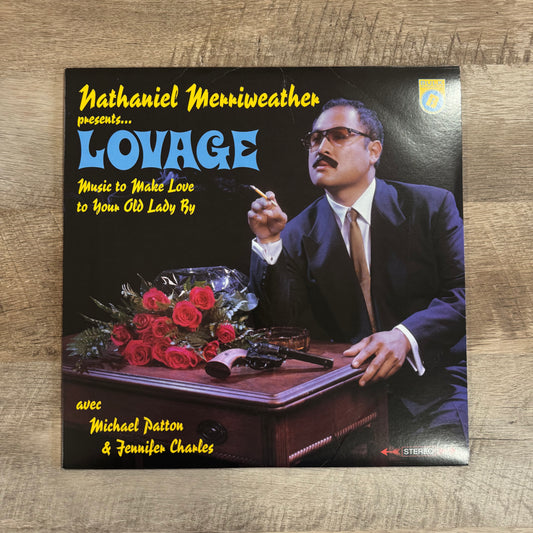 Nathaniel Merriweather
presents...
LOVAGE
Music to Make Love
to Your Old Lady By
avec
Michael Patton
& Jennifer Charles
STEREO